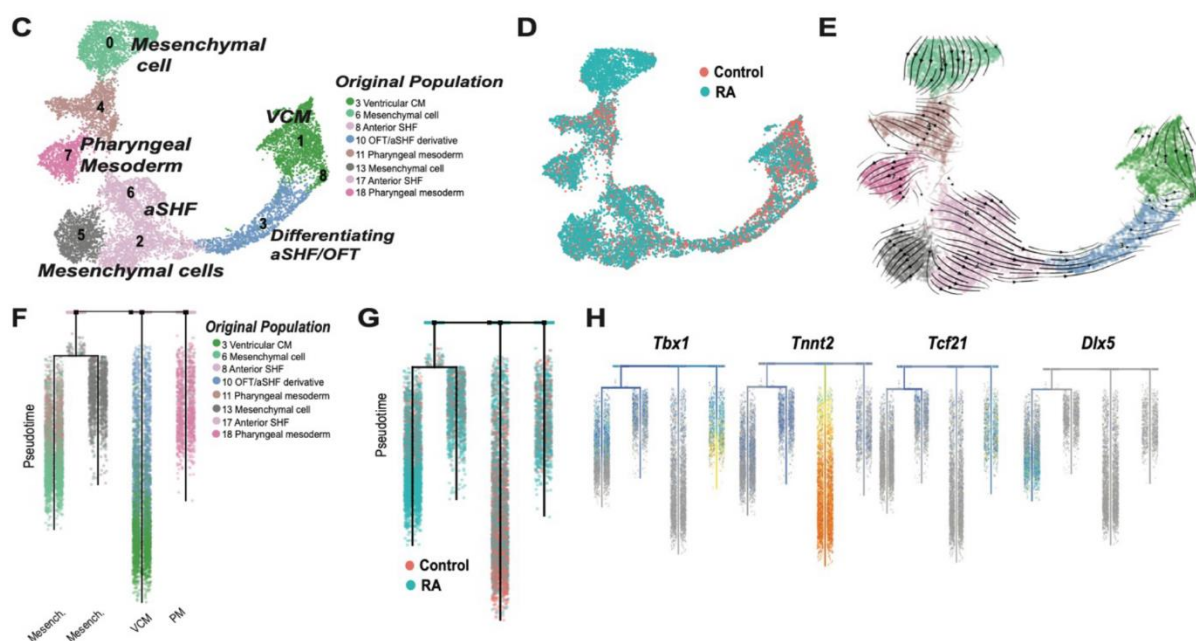 C
0
Mesenchymal
cell
4
7
Pharyngeal
Mesoderm
6
aSHF
5
2
Mesenchymal cells
VCM
1
8
3
Differentiating
aSHF/OFT
Original Population
3 Ventricular CM
6 Mesenchymal cell
8 Anterior SHF
10 OFT/aSHF derivative
11 Pharyngeal mesoderm
13 Mesenchymal cell
17 Anterior SHF
18 Pharyngeal mesoderm
D
Control
RA
E
F
Original Population
3 Ventricular CM
6 Mesenchymal cell
8 Anterior SHF
10 OFT/aSHF derivative
11 Pharyngeal mesoderm
13 Mesenchymal cell
17 Anterior SHF
18 Pharyngeal mesoderm
Pseudotime
Mesench.
Mesench.
VCM
PM
G
Pseudotime
Control
RA
H
Tbx1
Tnnt2
Tcf21
Dlx5